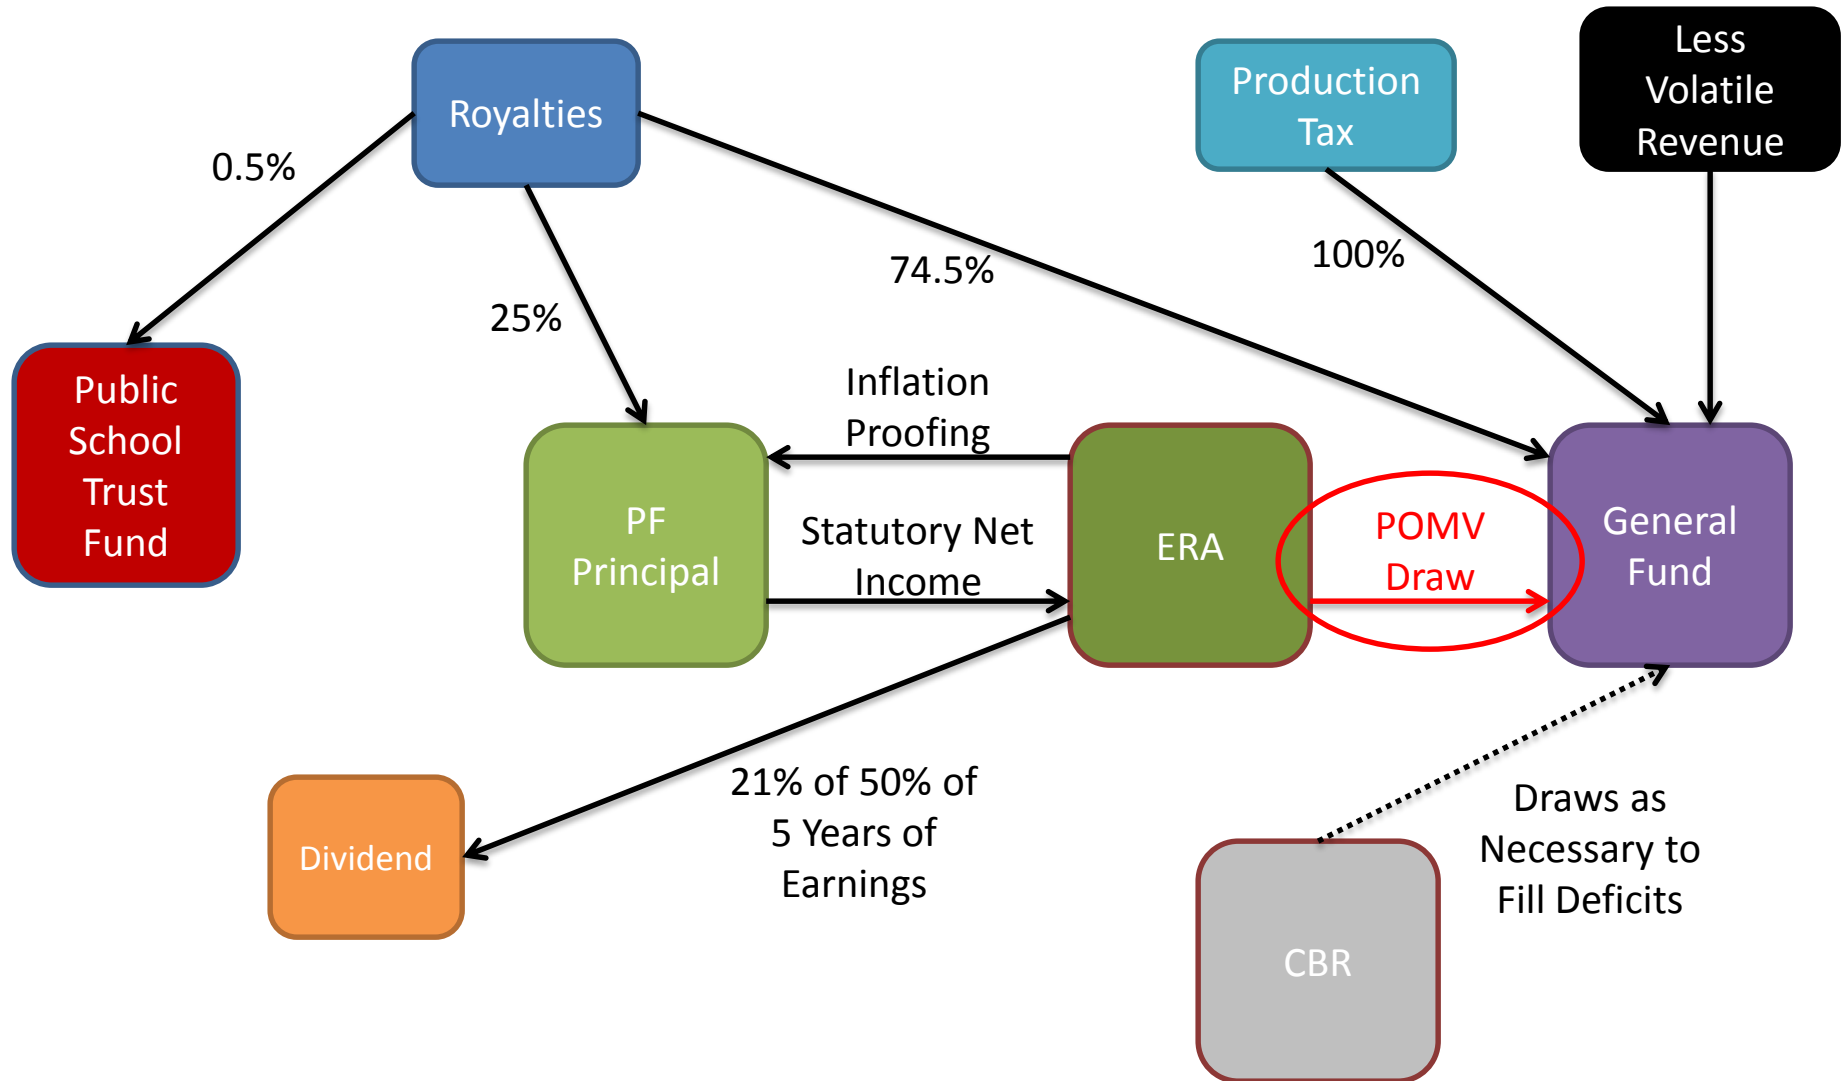 Royalties
Production
Tax
Less
Volatile
Revenue
0.5%
25%
74.5%
100%
Public
School
Trust
Fund
Inflation
Proofing
PF
Principal
Statutory Net
Income
ERA
POMV
Draw
General
Fund
Dividend
21% of 50% of
5 Years of
Earnings
Draws as
Necessary to
Fill Deficits
CBR